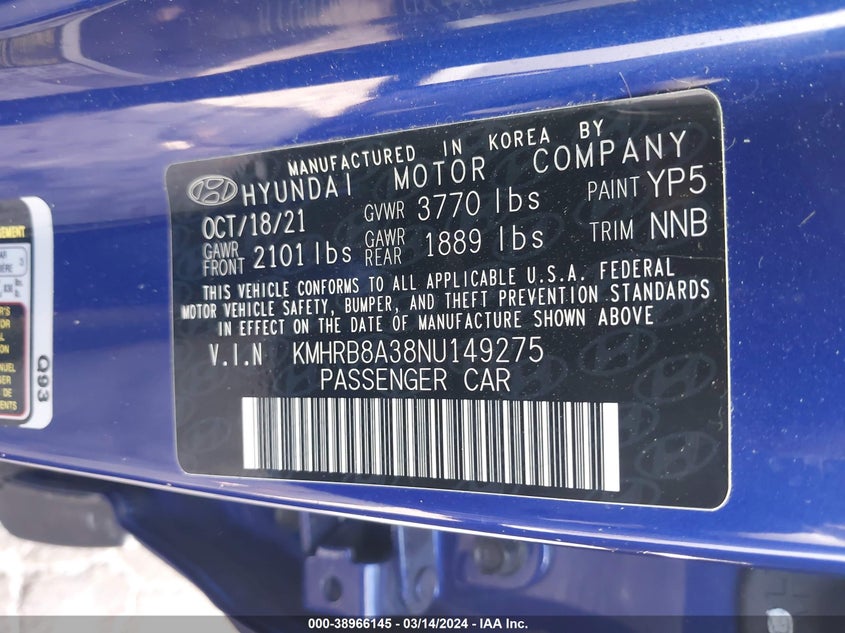 MANUFACTURED IN KOREA BY
HYUNDAI MOTOR COMPANY
OCT/18/21 GVWR 3770 lbs PAINT YP5
GAWR FRONT 2101 lbs GAWR REAR 1889 lbs TRIM NNB
THIS VEHICLE CONFORMS TO ALL APPLICABLE U.S.A. FEDERAL
MOTOR VEHICLE SAFETY, BUMPER, AND THEFT PREVENTION STANDARDS
IN EFFECT ON THE DATE OF MANUFACTURE SHOWN ABOVE
V.I.N KMHRB8A38NU149275
PASSENGER CAR
Q93
000-38966145 - 03/14/2024 - IAA Inc.